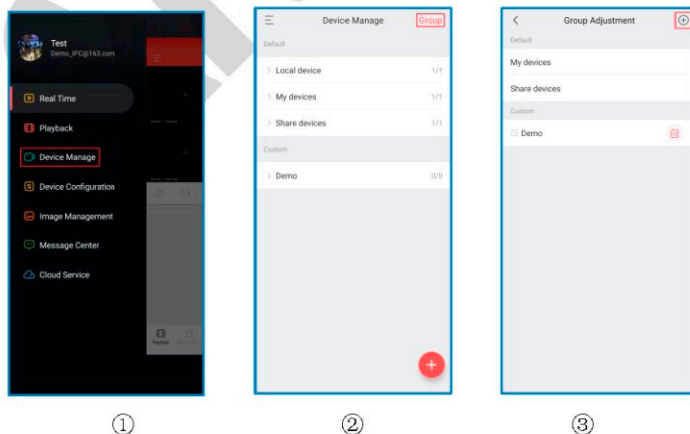 Test
Demo_IPC@163.com
Real Time
Playback
Device Manage
Device Configuration
Image Management
Message Center
Cloud Service
Playback
①
Device Manage
Group
Default
Local device
1/1
My devices
1/1
Share devices
1/1
Custom
Demo
0/0
②
Group Adjustment
Default
My devices
Share devices
Custom
Demo
③